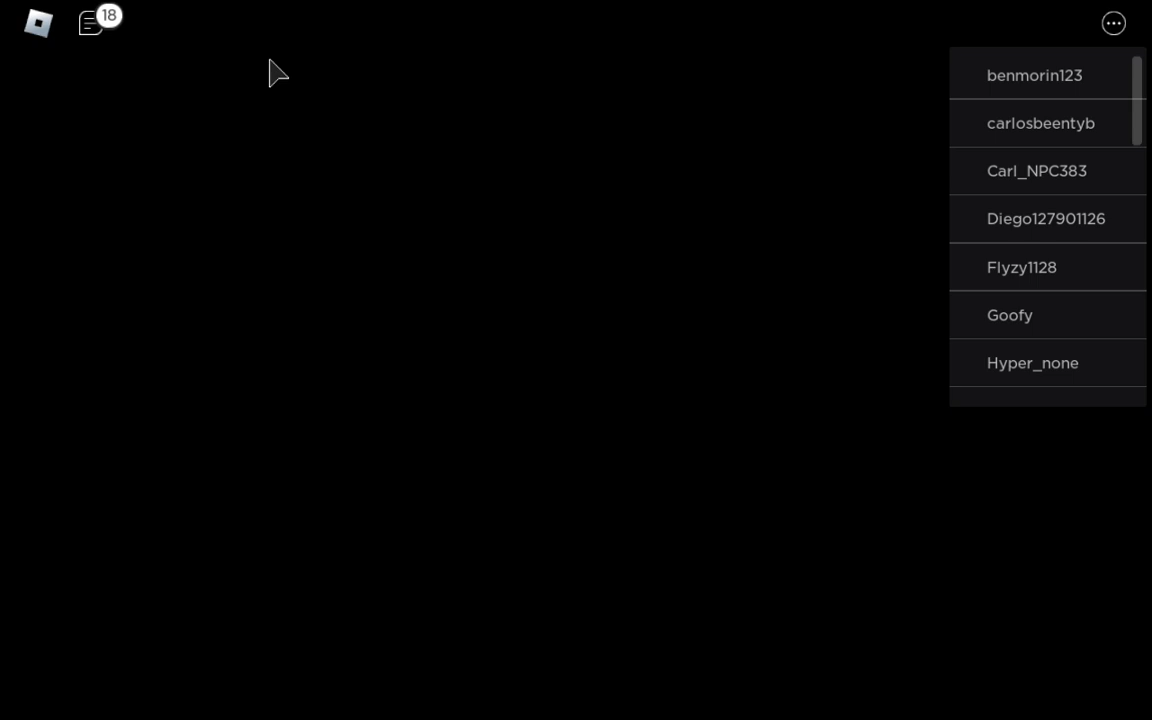 18
benmorin123
carlosbeentyb
Carl_NPC383
Diego127901126
Flyzy1128
Goofy
Hyper_none